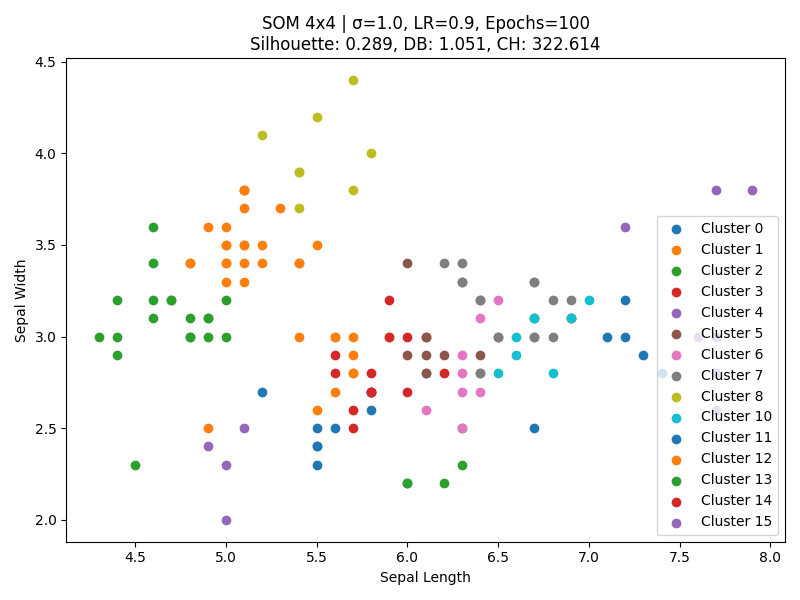 SOM 4x4 | σ=1.0, LR=0.9, Epochs=100
Silhouette: 0.289, DB: 1.051, CH: 322.614
Sepal Width
4.5
4.0
3.5
3.0
2.5
2.0
Cluster 0
Cluster 1
Cluster 2
Cluster 3
Cluster 4
Cluster 5
Cluster 6
Cluster 7
Cluster 8
Cluster 10
Cluster 11
Cluster 12
Cluster 13
Cluster 14
Cluster 15
4.5 5.0 5.5 6.0 6.5 7.0 7.5 8.0
Sepal Length